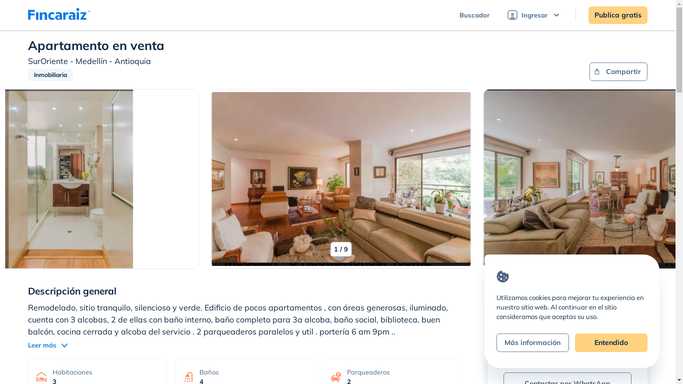 Fincaraiz
Buscador
Ingresar
Publica gratis
Apartamento en venta
SurOriente - Medellín - Antioquia
Inmobiliaria
Compartir
1 / 9
Descripción general
Remodelado, sitio tranquilo, silencioso y verde. Edificio de pocos apartamentos , con áreas generosas, iluminado,
cuenta con 3 alcobas, 2 de ellas con baño interno, baño completo para 3a alcoba, baño social, biblioteca, buen
balcón, cocina cerrada y alcoba del servicio . 2 parqueaderos paralelos y util . porteria 6 am 9pm ..
Leer más
Habitaciones
3
Baños
4
Parqueaderos
2
Utilizamos cookies para mejorar tu experiencia en
nuestro sitio web. Al continuar en el sitio
consideramos que aceptas su uso.
Más información
Entendido
Contactar por WhatsApp